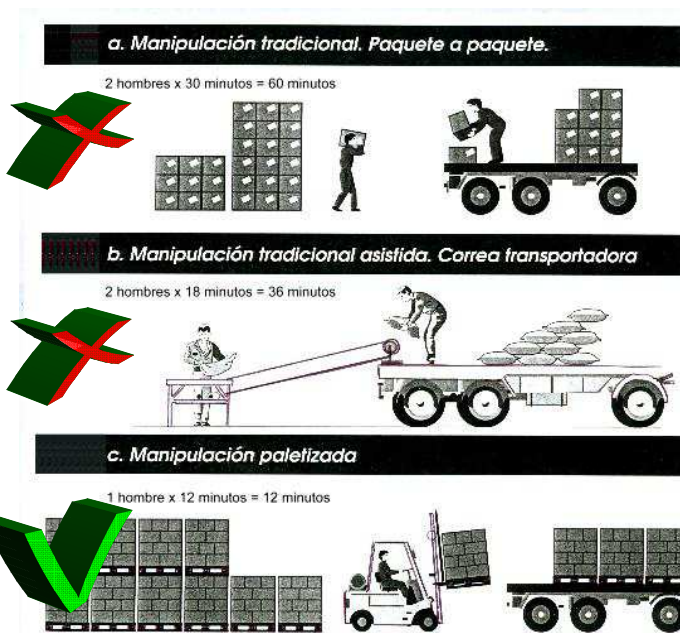 a. Manipulación tradicional. Paquete a paquete.
2 hombres x 30 minutos = 60 minutos
b. Manipulación tradicional asistida. Correa transportadora
2 hombres x 18 minutos = 36 minutos
c. Manipulación paletizada
1 hombre x 12 minutos = 12 minutos